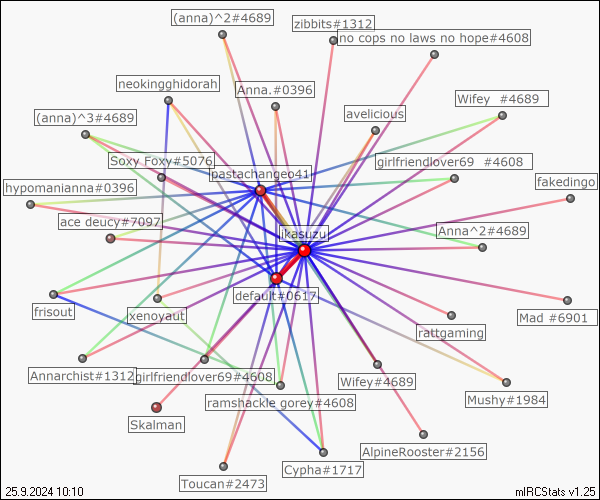 (anna)^2#4689
zibbits#1312
no cops no laws no hope#4608
neokingghidorah
Anna.#0396
Wifey  #4689
(anna)^3#4689
avelicious
Soxy Foxy#5076
girlfriendlover69  #4608
pastachangeo41
hypomanianna#0396
fakedingo
ace deucy#7097
ikasuzu
Anna^2#4689
default#0617
frisout
xenoyaut
Mad #6901
rattgaming
Annarchist#1312
girlfriendlover69#4608
Wifey#4689
ramshackle gorey#4608
Mushy#1984
Skalman
AlpineRooster#2156
Toucan#2473
Cypha#1717
25.9.2024 10:10
mIRCStats v1.25